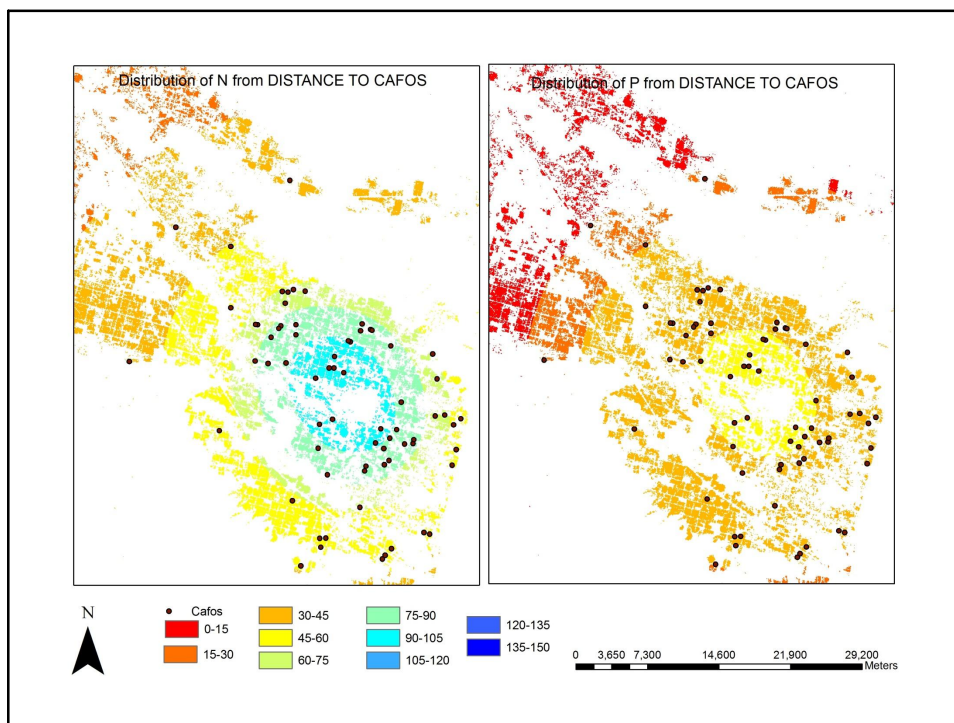 Distribution of N from DISTANCE TO CAFOS
Distribution of P from DISTANCE TO CAFOS
N
Cafos
0-15
15-30
30-45
45-60
60-75
75-90
90-105
105-120
120-135
135-150
0 3,650 7,300 14,600 21,900 29,200
Meters